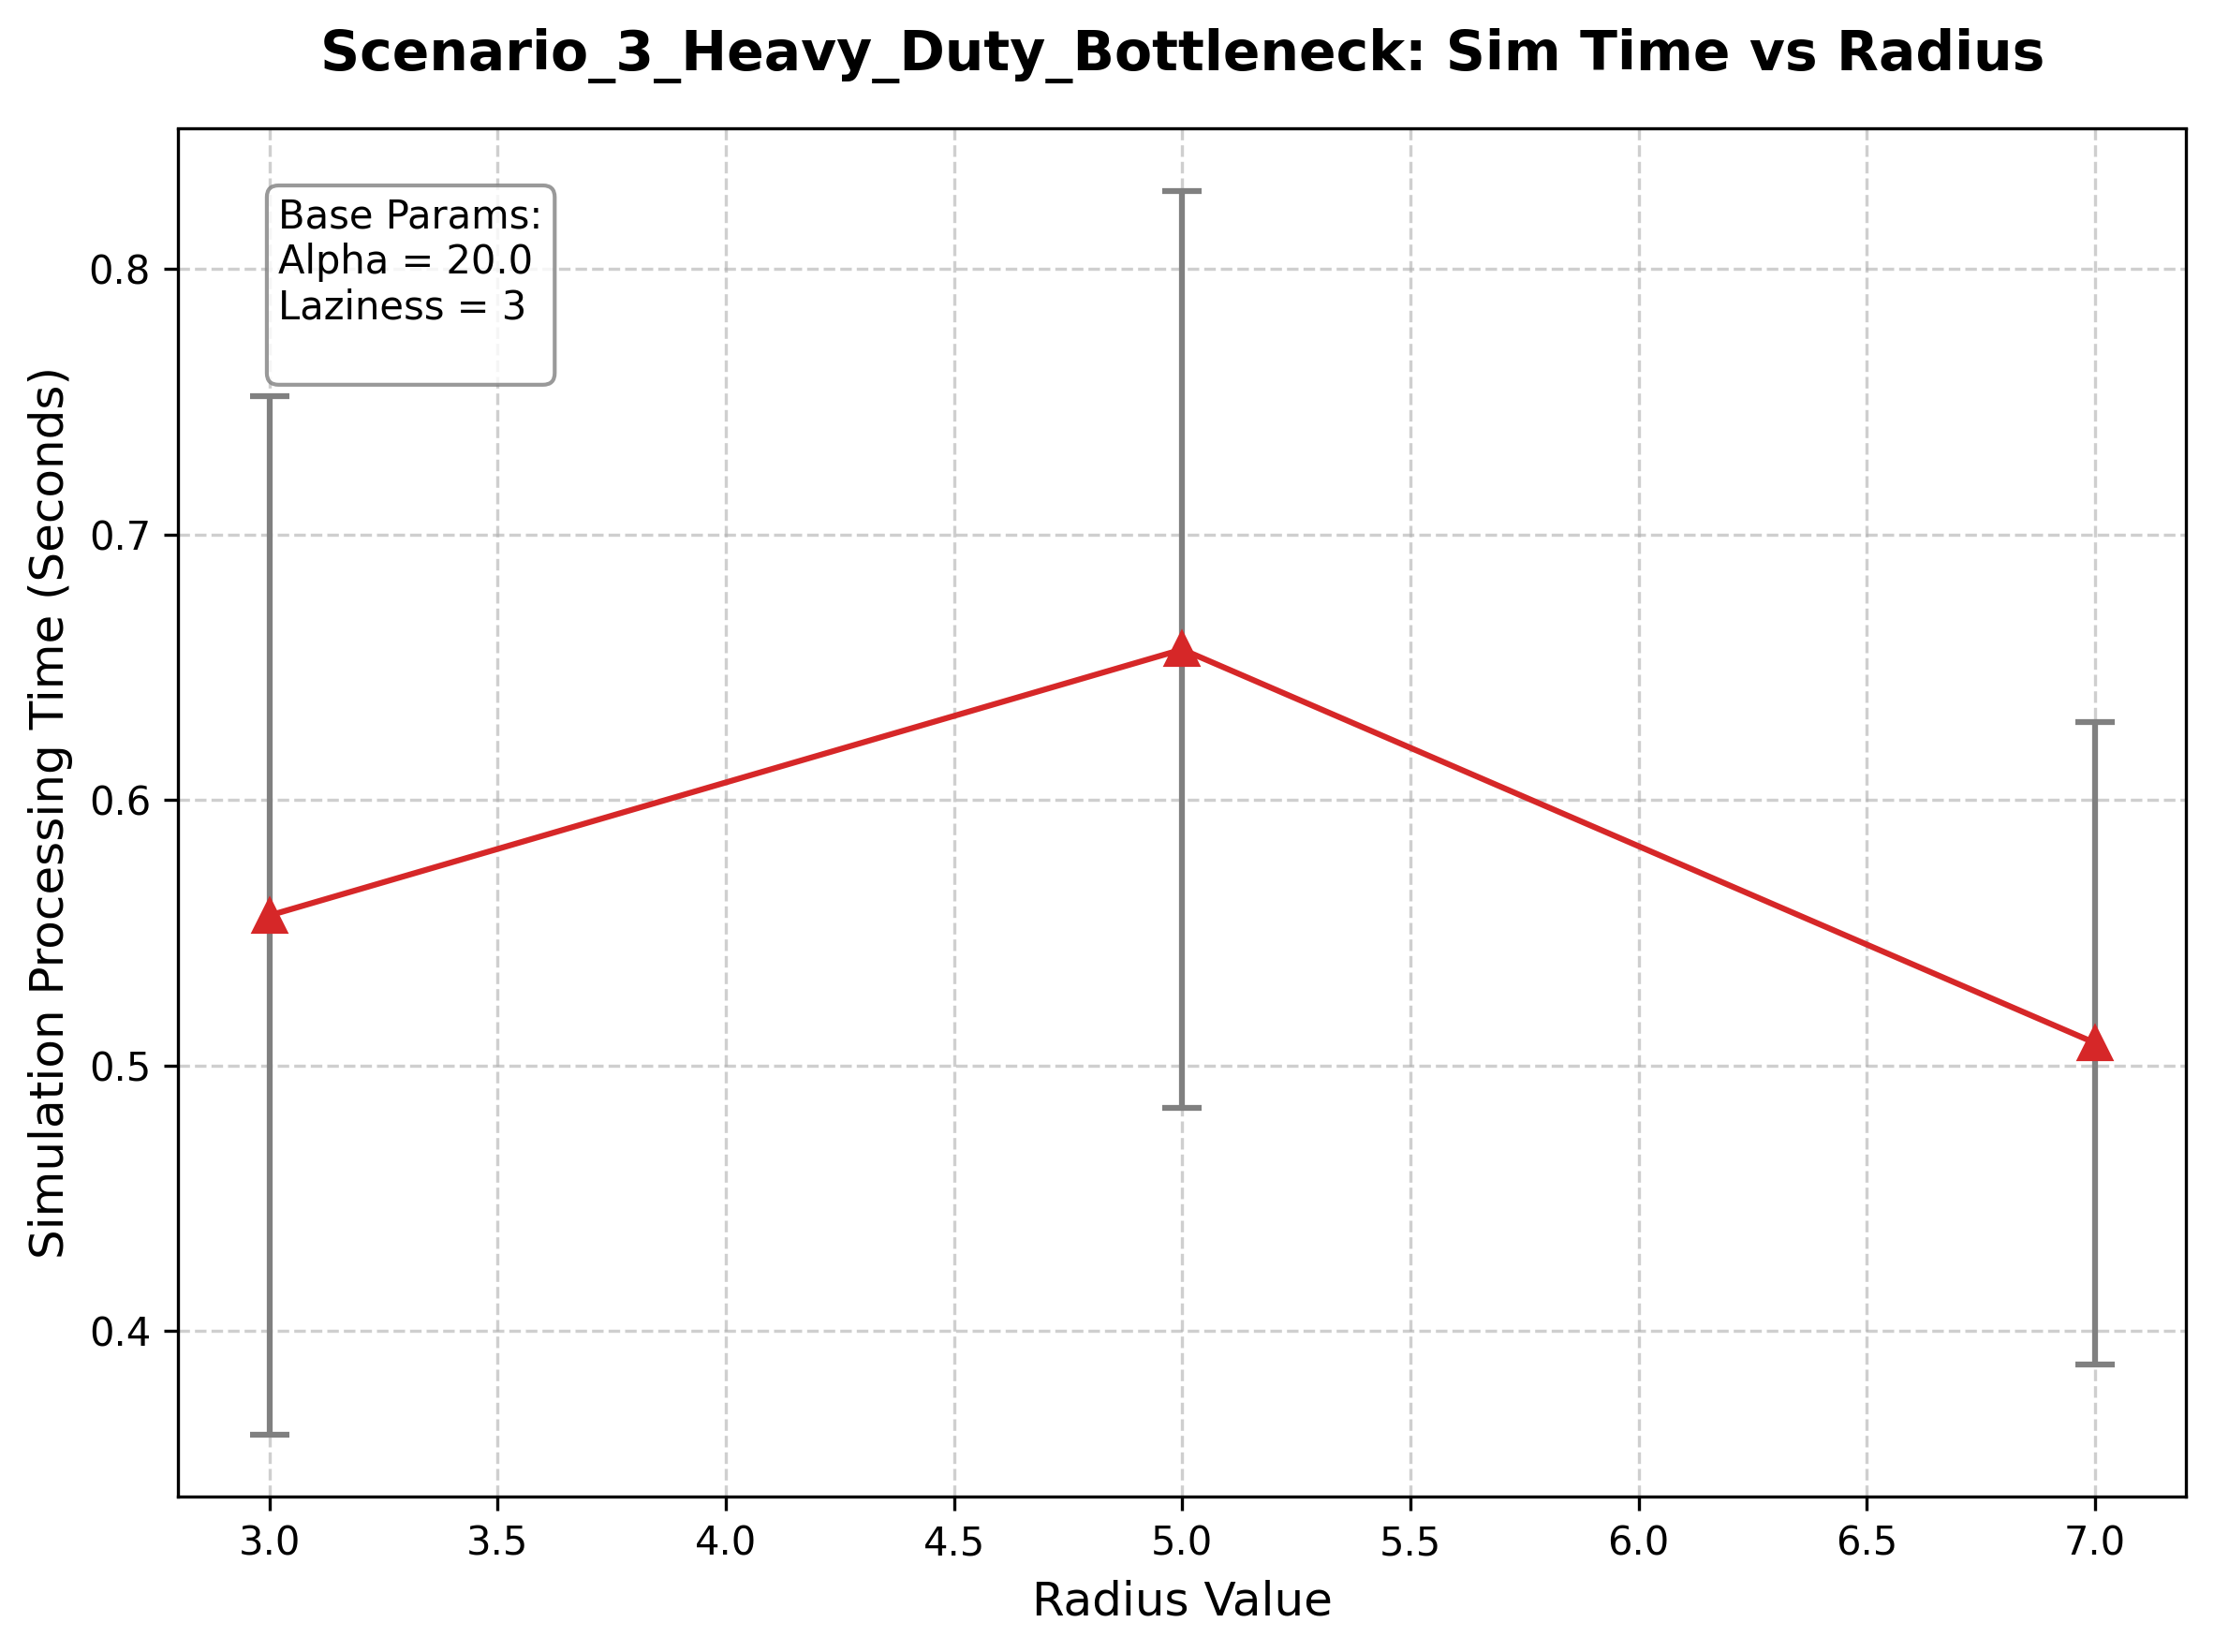 Scenario_3_Heavy_Duty_Bottleneck: Sim Time vs Radius
Base Params:
Alpha = 20.0
Laziness = 3
Simulation Processing Time (Seconds)
0.8
0.7
0.6
0.5
0.4
3.0 3.5 4.0 4.5 5.0 5.5 6.0 6.5 7.0
Radius Value